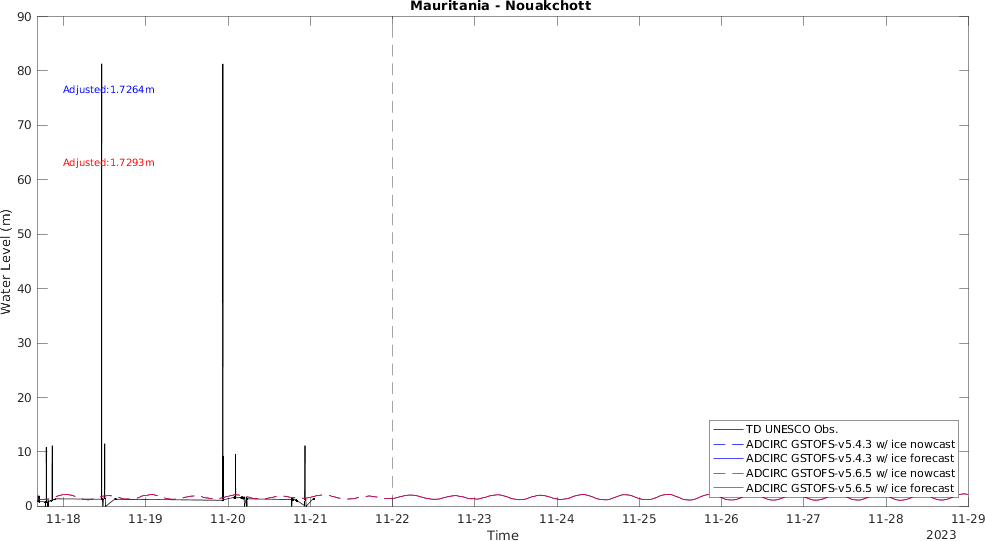 Mauritania - Nouakchott
90
80
70
60
50
40
30
20
10
0
Water Level (m)
Adjusted:1.7264m
Adjusted:1.7293m
TD UNESCO Obs.
ADCIRC GSTOFS-v5.4.3 w/ ice nowcast
ADCIRC GSTOFS-v5.4.3 w/ ice forecast
ADCIRC GSTOFS-v5.6.5 w/ ice nowcast
ADCIRC GSTOFS-v5.6.5 w/ ice forecast
11-18 11-19 11-20 11-21 11-22 11-23 11-24 11-25 11-26 11-27 11-28 11-29
Time
2023